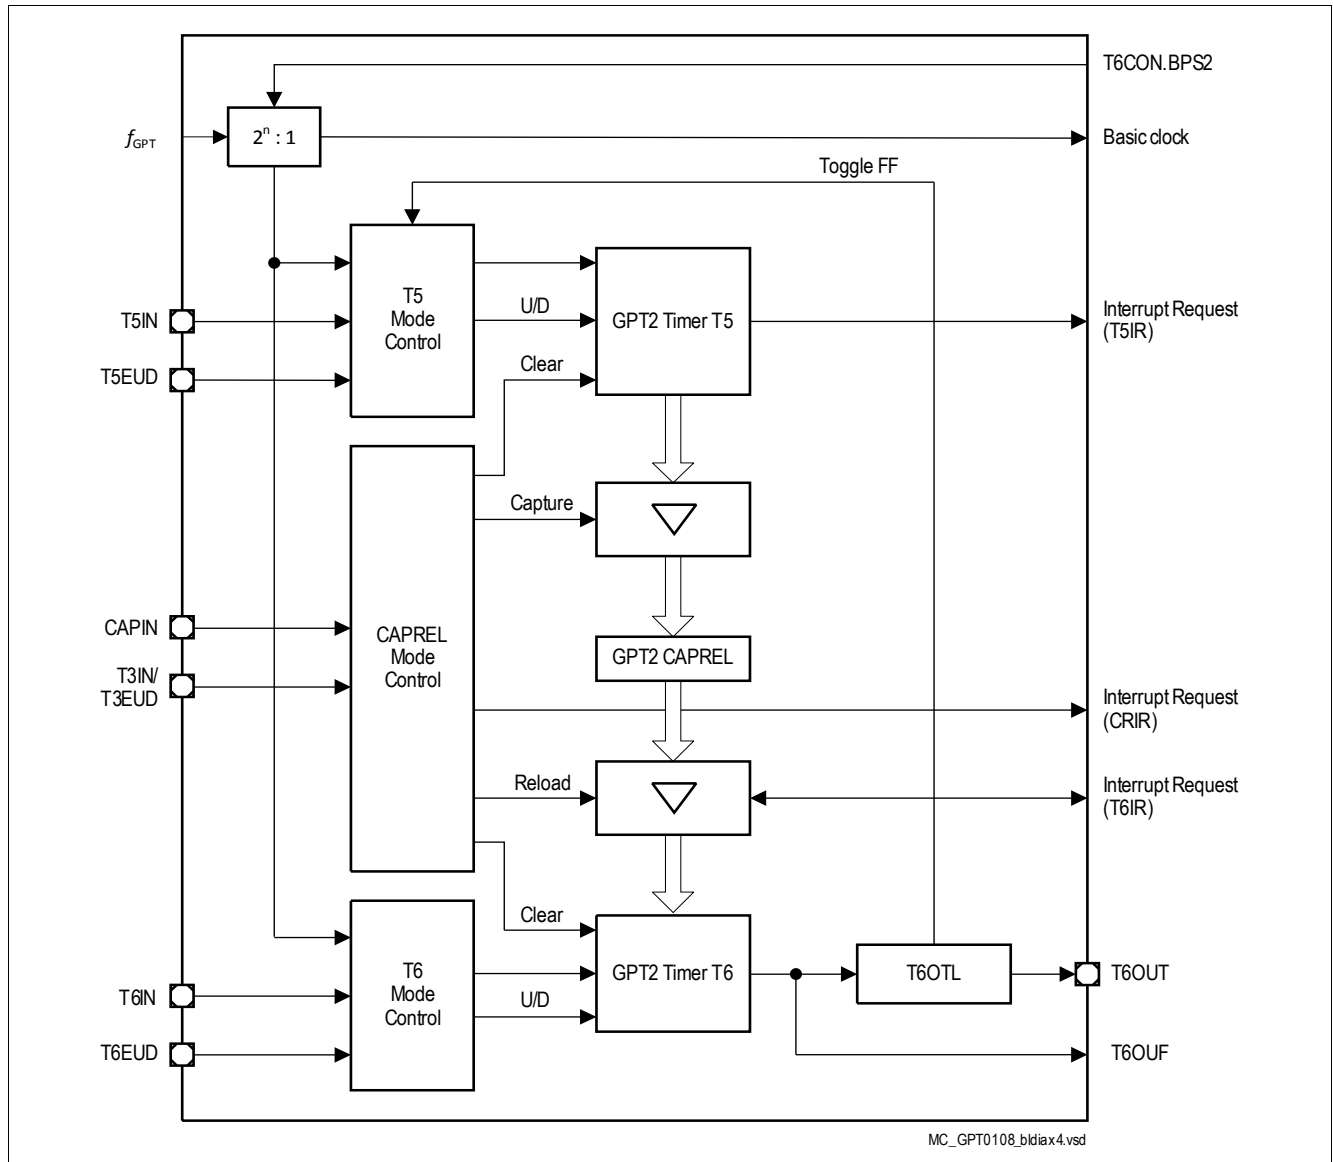 T6CON.BPS2
fGPT
2n : 1
Basic clock
Toggle FF
T5
Mode
Control
U/D
GPT2 Timer T5
T5IN
Interrupt Request
(T5IR)
T5EUD
Clear
Capture
CAPIN
T3IN/
T3EUD
CAPREL
Mode
Control
GPT2 CAPREL
Interrupt Request
(CRIR)
Reload
Interrupt Request
(T6IR)
Clear
T6
Mode
Control
GPT2 Timer T6
T6OTL
T6OUT
T6IN
U/D
T6EUD
T6OUF
MC_GPT0108_bldiax4.vsd